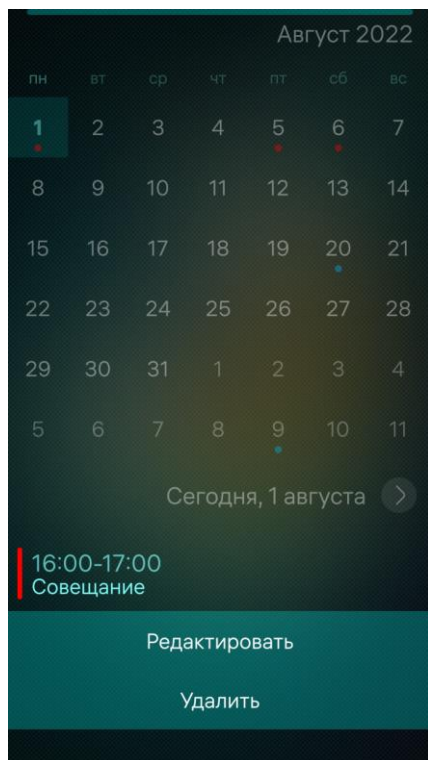 Август 2022
пн вт ср чт пт сб вс
1 2 3 4 5 6 7
8 9 10 11 12 13 14
15 16 17 18 19 20 21
22 23 24 25 26 27 28
29 30 31 1 2 3 4
5 6 7 8 9 10 11
Сегодня, 1 августа
16:00-17:00
Совещание
Редактировать
Удалить